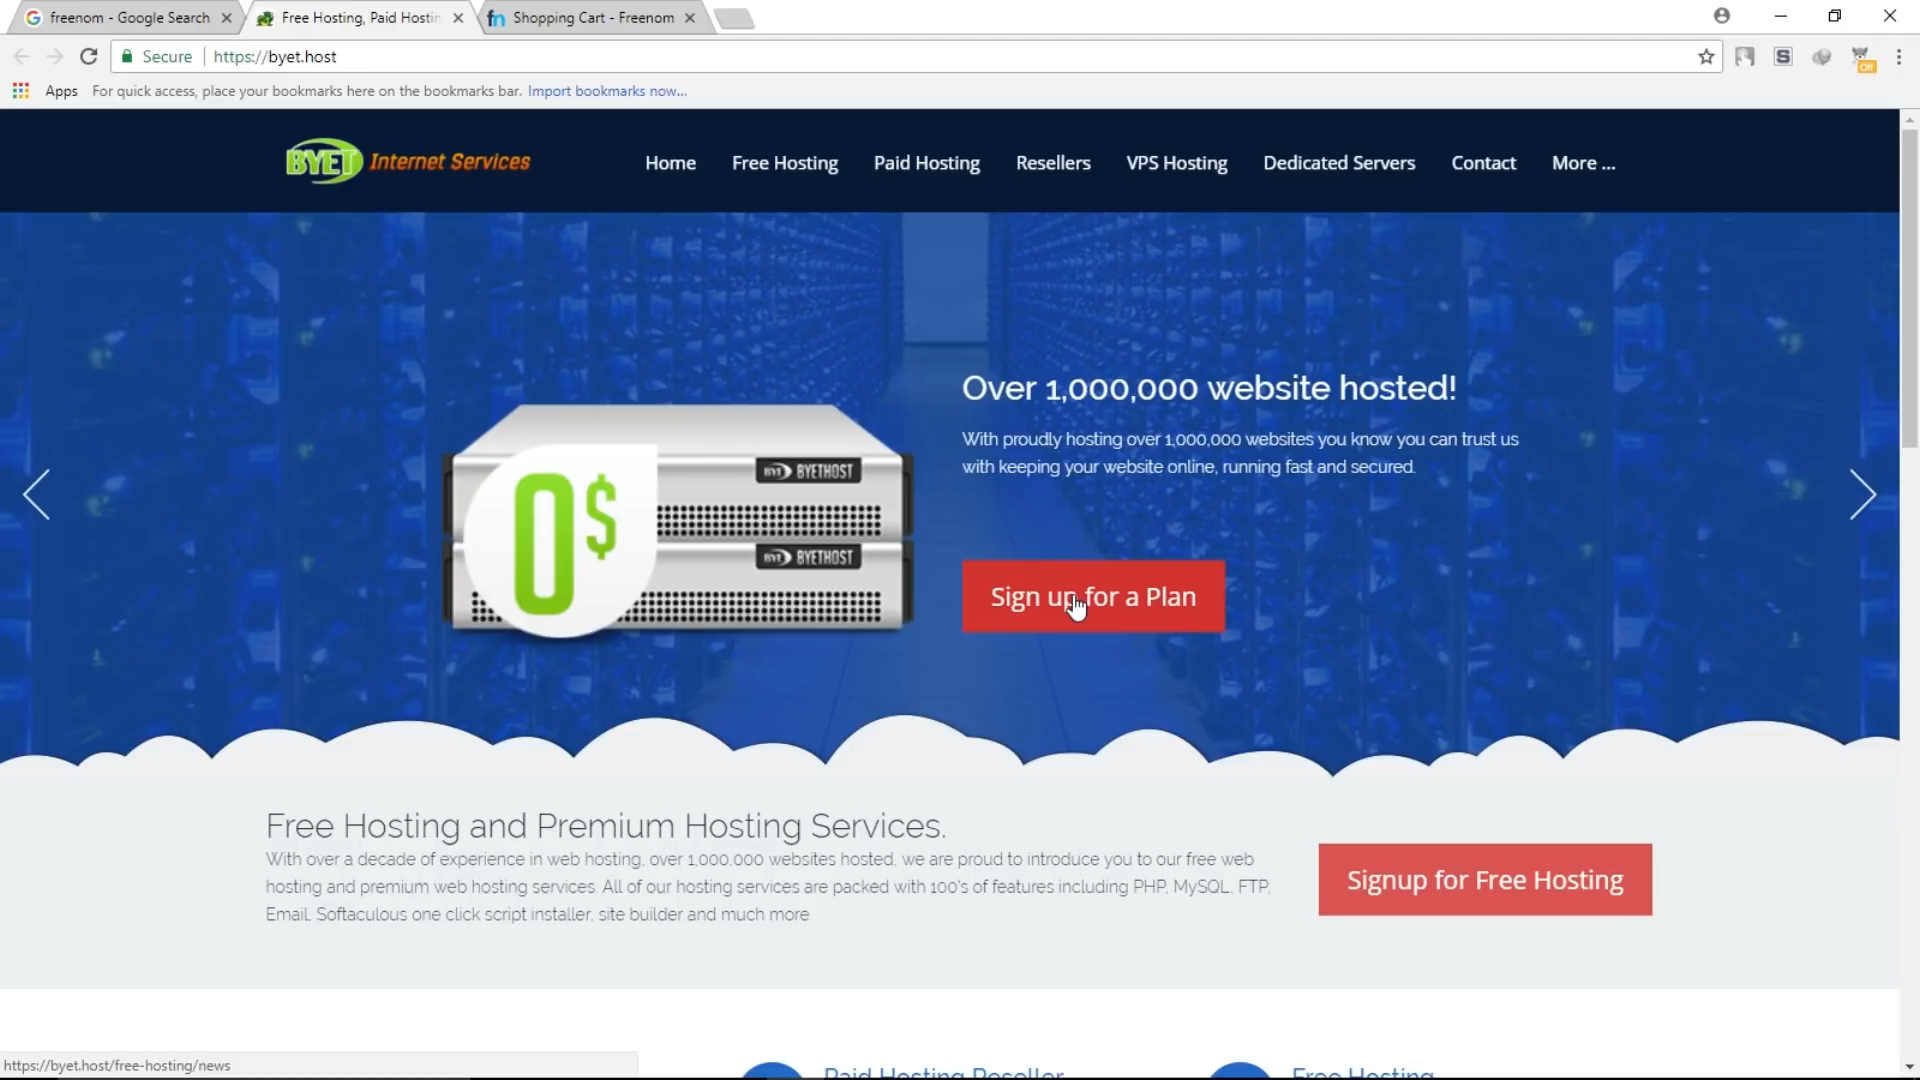 freenom - Google Search
Free Hosting, Paid Hostin
Shopping Cart - Freenom
Secure
https://byet.host
Apps
For quick access, place your bookmarks here on the bookmarks bar. Import bookmarks now...
Off
BYET Internet Services
Home
Free Hosting
Paid Hosting
Resellers
VPS Hosting
Dedicated Servers
Contact
More ...
Over 1,000,000 website hosted!
With proudly hosting over 1,000,000 websites you know you can trust us
with keeping your website online, running fast and secured.
BYET BYETHOST
0$
BYET BYETHOST
Sign up for a Plan
Free Hosting and Premium Hosting Services.
With over a decade of experience in web hosting, over 1,000,000 websites hosted, we are proud to introduce you to our free web
hosting and premium web hosting services. All of our hosting services are packed with 100's of features including PHP, MySQL, FTP,
Email, Softaculous one click script installer, site builder and much more
Signup for Free Hosting
https://byet.host/free-hosting/news
Paid Hosting Reseller
Free Hosting